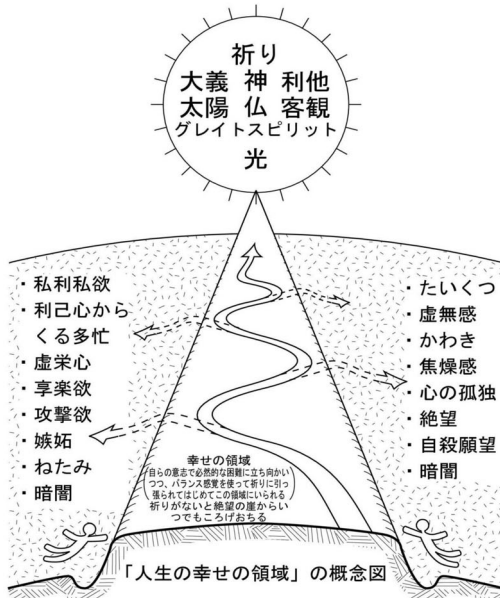 祈り
大義 神 利他
太陽 仏 客観
グレイトスピリット
光
・私利私欲
・利己心から
くる多忙
・虚栄心
・享楽欲
・攻撃欲
・嫉妬
・ねたみ
・暗闇
・たいくつ
・虚無感
・かわき
・焦燥感
・心の孤独
・絶望
・自殺願望
・暗闇
幸せの領域
(自らの意志で必然的な困難に立ち向かい
つつ、バランス感覚を使って祈りに引っ
張られてはじめてこの領域にいられる)
祈りがないと絶望の崖からい
つでもころげおちる
「人生の幸せの領域」の概念図